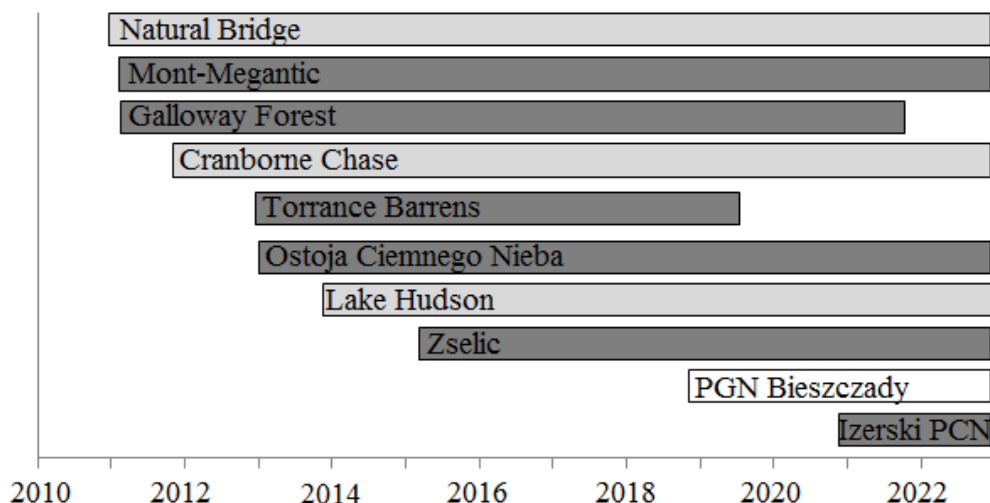 Natural Bridge
Mont-Megantic
Galloway Forest
Cranborne Chase
Torrance Barrens
Ostoja Ciemnego Nieba
Lake Hudson
Zselic
PGN Bieszczady
Izerski PCN
2010 2012 2014 2016 2018 2020 2022